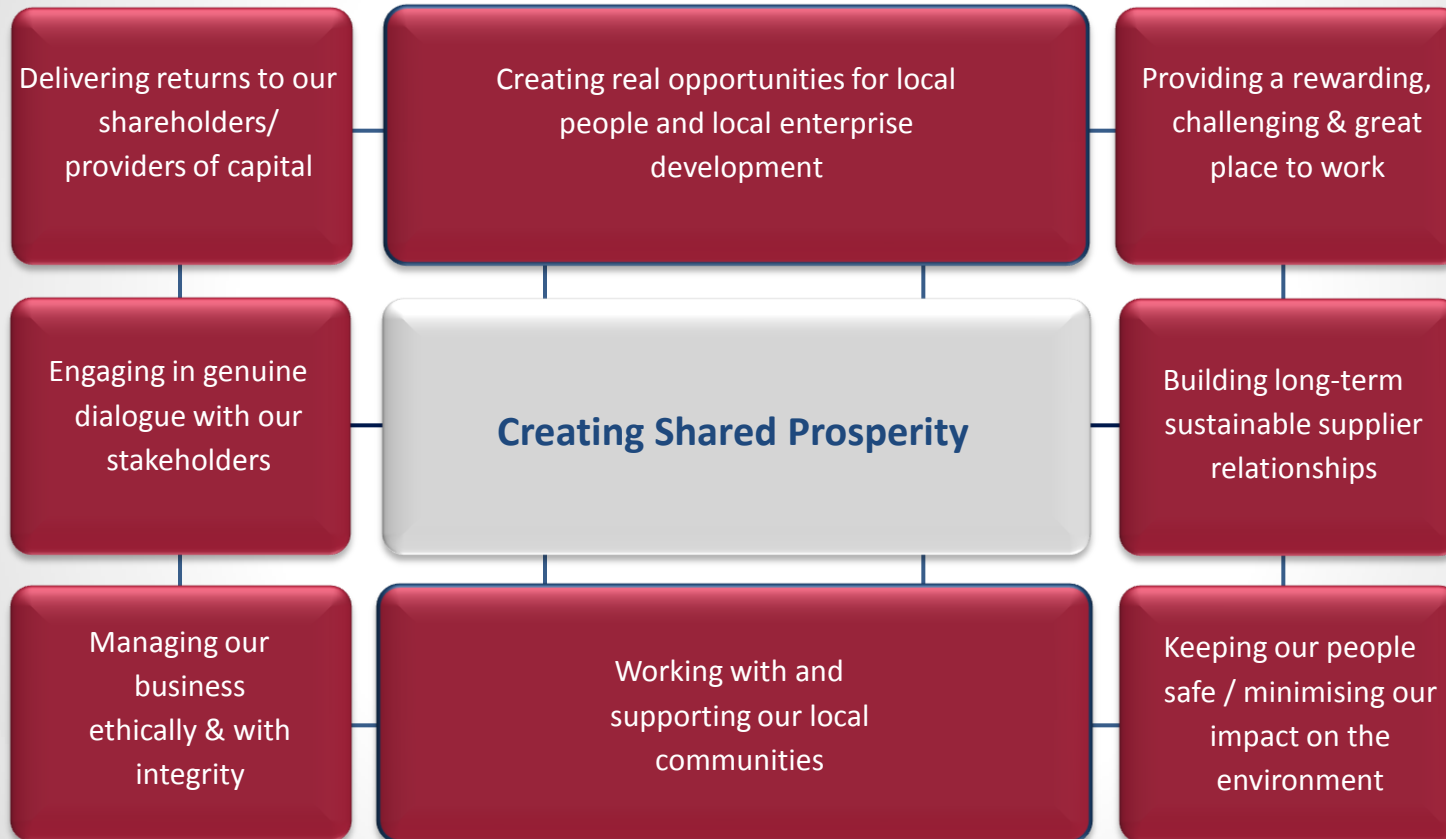 Delivering returns to our
shareholders/
providers of capital
Creating real opportunities for local
people and local enterprise
development
Providing a rewarding,
challenging & great
place to work
Engaging in genuine
dialogue with our
stakeholders
Creating Shared Prosperity
Building long-term
sustainable supplier
relationships
Managing our
business
ethically & with
integrity
Working with and
supporting our local
communities
Keeping our people
safe / minimising our
impact on the
environment